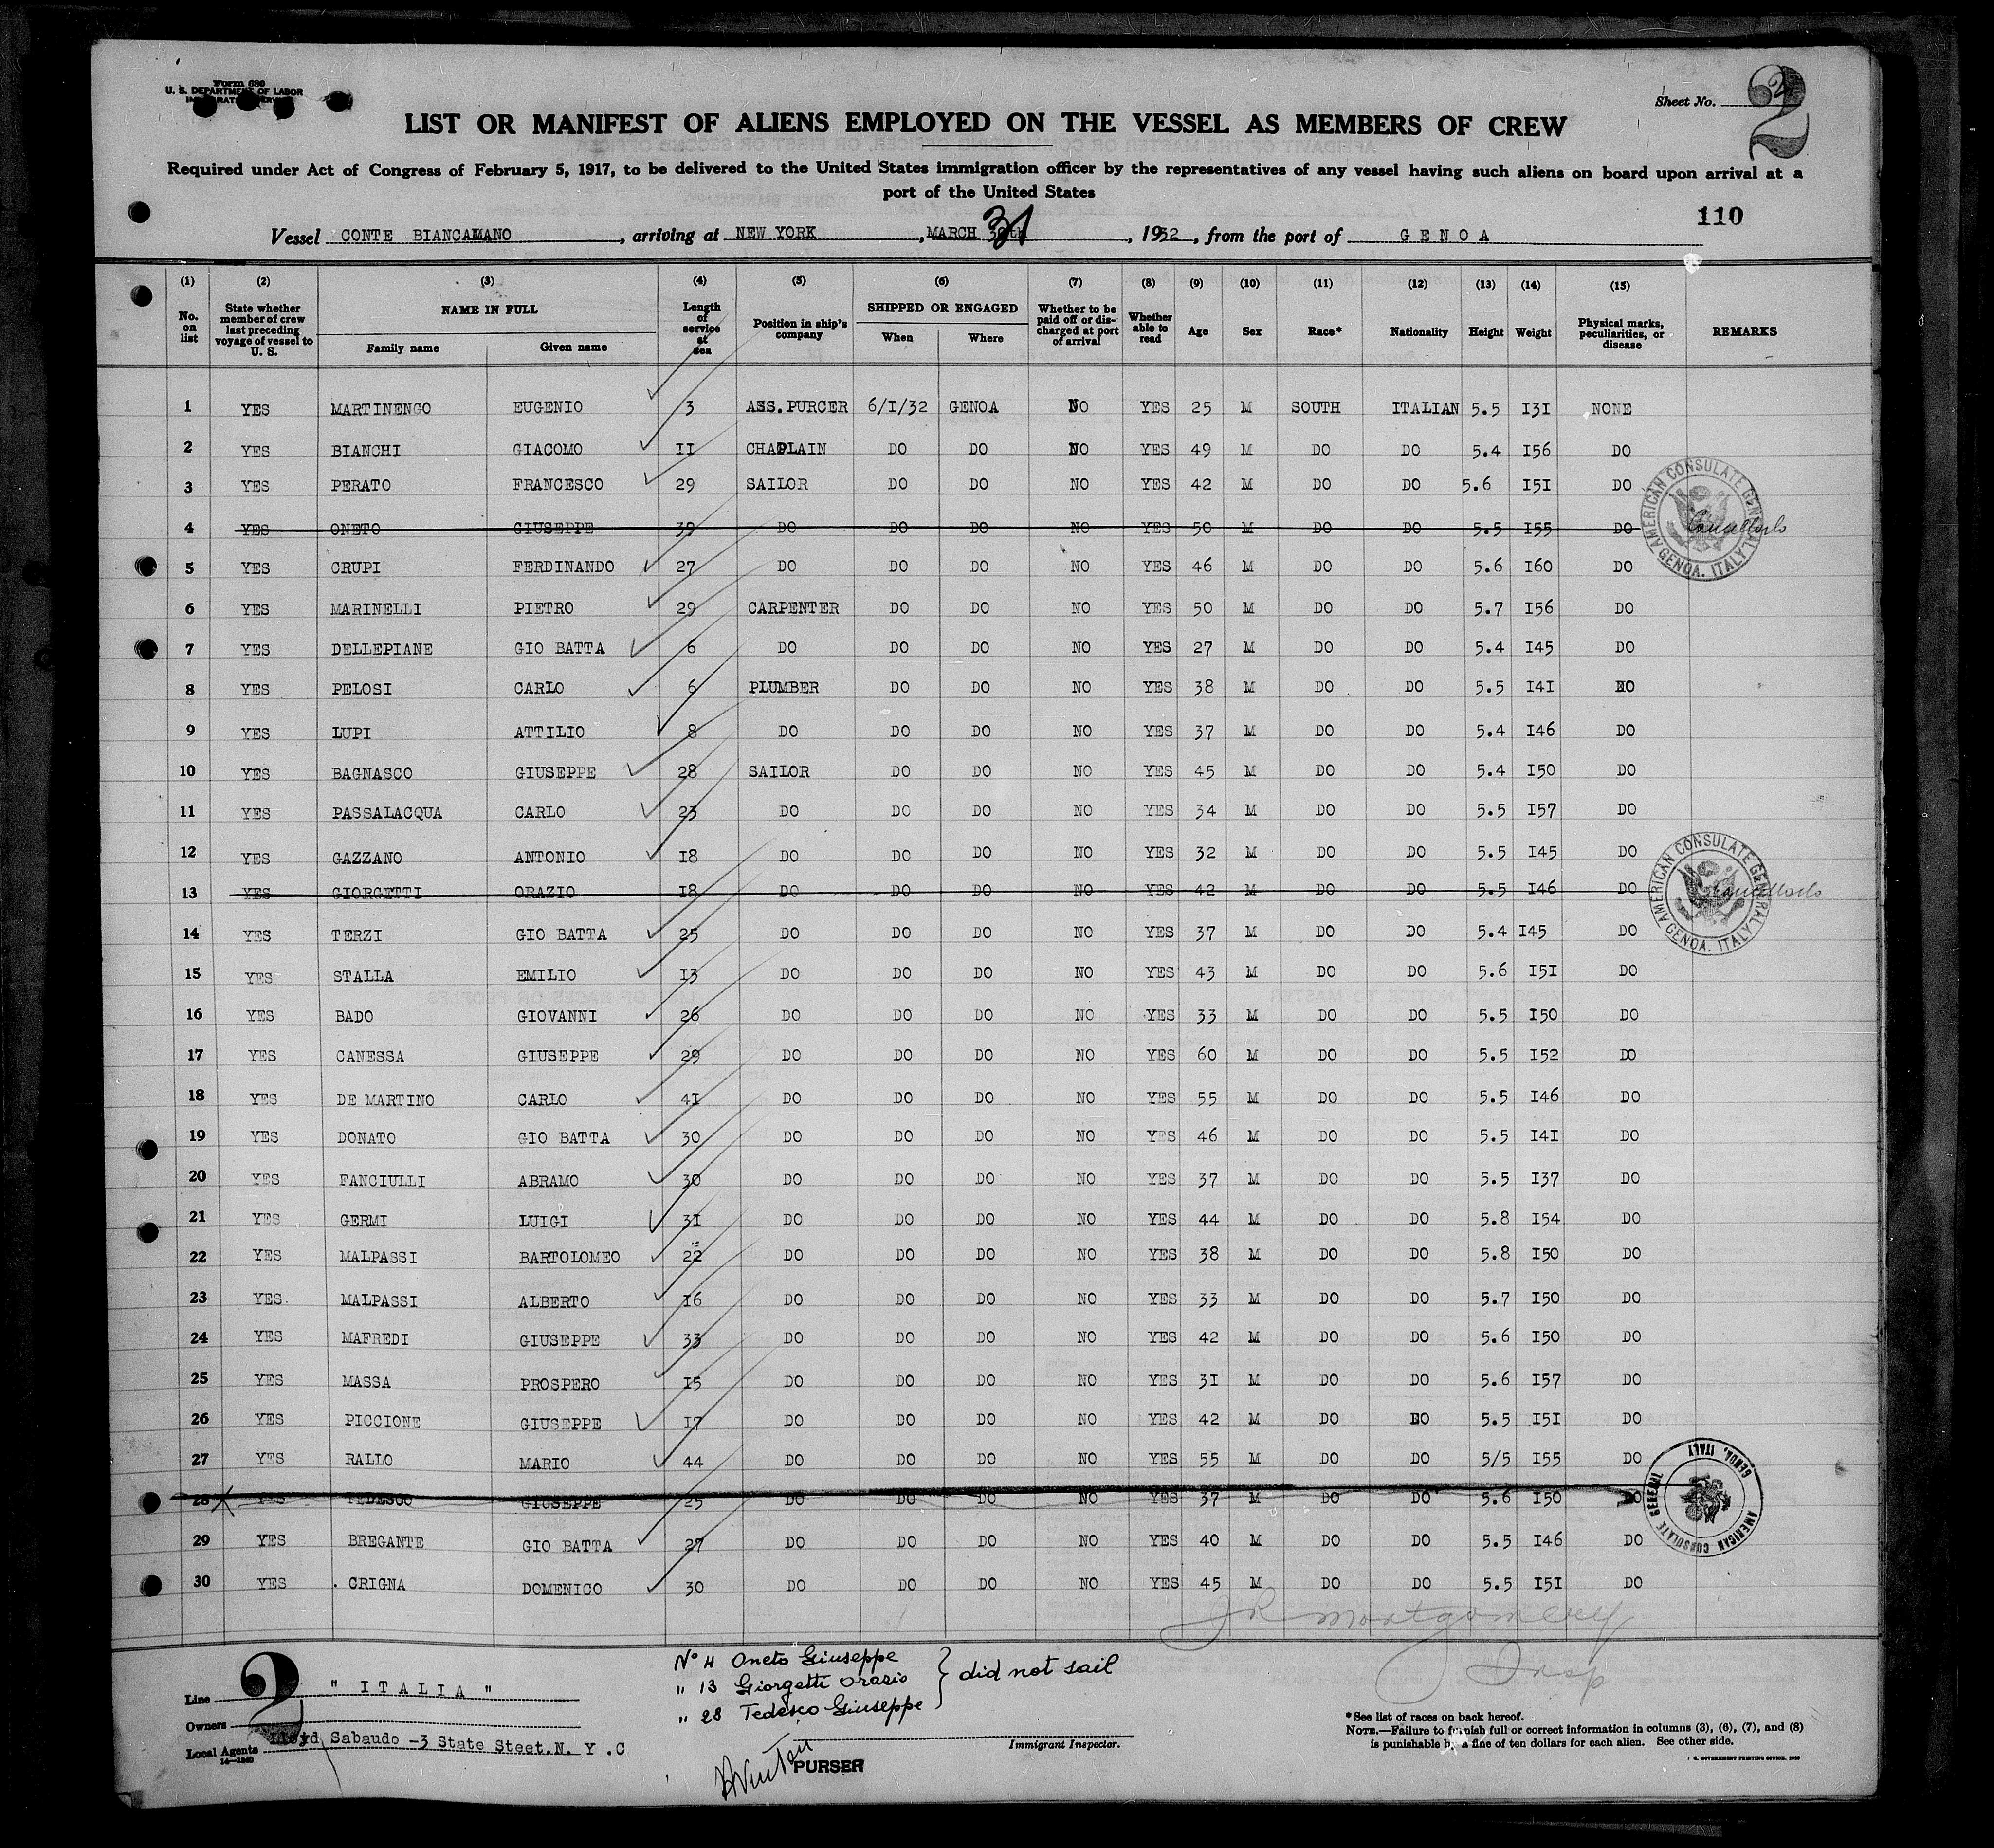 Form 680
U. S. DEPARTMENT OF LABOR
IMMIGRATION SERVICE
Sheet No. 2
LIST OR MANIFEST OF ALIENS EMPLOYED ON THE VESSEL AS MEMBERS OF CREW
Required under Act of Congress of February 5, 1917, to be delivered to the United States immigration officer by the representatives of any vessel having such aliens on board upon arrival at a
port of the United States
110
Vessel CONTE BIANCAMANO, arriving at NEW YORK, MARCH 31, 1932, from the port of GENOA
(1) (2) (3) (4) (5) (6) (7) (8) (9) (10) (11) (12) (13) (14) (15)
No. on list State whether member of crew last preceding voyage of vessel to U. S. NAME IN FULL Family name Given name Length of service at sea Position in ship's company SHIPPED OR ENGAGED When Where Whether to be paid off or discharged at port of arrival Whether able to read Age Sex Race* Nationality Height Weight Physical marks, peculiarities, or disease REMARKS
1 YES MARTINENGO EUGENIO 3 ASS.PURCER 6/I/32 GENOA NO YES 25 M SOUTH ITALIAN 5.5 I3I NONE
2 YES BIANCHI GIACOMO II CHAPLAIN DO DO NO YES 49 M DO DO 5.4 I56 DO
3 YES PERATO FRANCESCO 29 SAILOR DO DO NO YES 42 M DO DO 5.6 I5I DO
4 YES ONETO GIUSEPPE 39 DO DO DO NO YES 50 M DO DO 5.5 I55 DO
5 YES CRUPI FERDINANDO 27 DO DO DO NO YES 46 M DO DO 5.6 I60 DO
6 YES MARINELLI PIETRO 29 CARPENTER DO DO NO YES 50 M DO DO 5.7 I56 DO
7 YES DELLEPIANE GIO BATTA 6 DO DO DO NO YES 27 M DO DO 5.4 I45 DO
8 YES PELOSI CARLO 6 PLUMBER DO DO NO YES 38 M DO DO 5.5 I4I DO
9 YES LUPI ATTILIO 8 DO DO DO NO YES 37 M DO DO 5.4 I46 DO
10 YES BAGNASCO GIUSEPPE 28 SAILOR DO DO NO YES 45 M DO DO 5.4 I50 DO
11 YES PASSALACQUA CARLO 23 DO DO DO NO YES 34 M DO DO 5.5 I57 DO
12 YES GAZZANO ANTONIO I8 DO DO DO NO YES 32 M DO DO 5.5 I45 DO
13 YES GIORGETTI ORAZIO I8 DO DO DO NO YES 42 M DO DO 5.5 I46 DO
14 YES TERZI GIO BATTA 25 DO DO DO NO YES 37 M DO DO 5.4 I45 DO
15 YES STALLA EMILIO I3 DO DO DO NO YES 43 M DO DO 5.6 I5I DO
16 YES BADO GIOVANNI 26 DO DO DO NO YES 33 M DO DO 5.5 I50 DO
17 YES CANESSA GIUSEPPE 29 DO DO DO NO YES 60 M DO DO 5.5 I52 DO
18 YES DE MARTINO CARLO 4I DO DO DO NO YES 55 M DO DO 5.5 I46 DO
19 YES DONATO GIO BATTA 30 DO DO DO NO YES 46 M DO DO 5.5 I4I DO
20 YES FANCIULLI ABRAMO 30 DO DO DO NO YES 37 M DO DO 5.5 I37 DO
21 YES GERMI LUIGI 3I DO DO DO NO YES 44 M DO DO 5.8 I54 DO
22 YES MALPASSI BARTOLOMEO 22 DO DO DO NO YES 38 M DO DO 5.8 I50 DO
23 YES MALPASSI ALBERTO I6 DO DO DO NO YES 33 M DO DO 5.7 I50 DO
24 YES MAFREDI GIUSEPPE 33 DO DO DO NO YES 42 M DO DO 5.6 I50 DO
25 YES MASSA PROSPERO I5 DO DO DO NO YES 3I M DO DO 5.6 I57 DO
26 YES PICCIONE GIUSEPPE I7 DO DO DO NO YES 42 M DO DO 5.5 I5I DO
27 YES RALLO MARIO 44 DO DO DO NO YES 55 M DO DO 5/5 I55 DO
28 YES TEDESCO GIUSEPPE 25 DO DO DO NO YES 37 M DO DO 5.6 I50 DO
29 YES BREGANTE GIO BATTA 27 DO DO DO NO YES 40 M DO DO 5.5 I46 DO
30 YES CRIGNA DOMENICO 30 DO DO DO NO YES 45 M DO DO 5.5 I5I DO
AMERICAN CONSULATE GENERAL GENOA. ITALY
AMERICAN CONSULATE GENERAL GENOA. ITALY
AMERICAN CONSULATE GENERAL GENOA, ITALY
JR Montgomery
Insp
No 4 Oneto Giuseppe
" 13 Giorgetti Orazio } did not sail
" 28 Tedesco Giuseppe
2
Line "ITALIA"
Owners
Local Agents Lloyd Sabaudo -3 State Steet.N. Y .C
14—1240
Immigrant Inspector.
PURSER
*See list of races on back hereof.
NOTE.—Failure to furnish full or correct information in columns (3), (6), (7), and (8)
is punishable by a fine of ten dollars for each alien. See other side.
GOVERNMENT PRINTING OFFICE